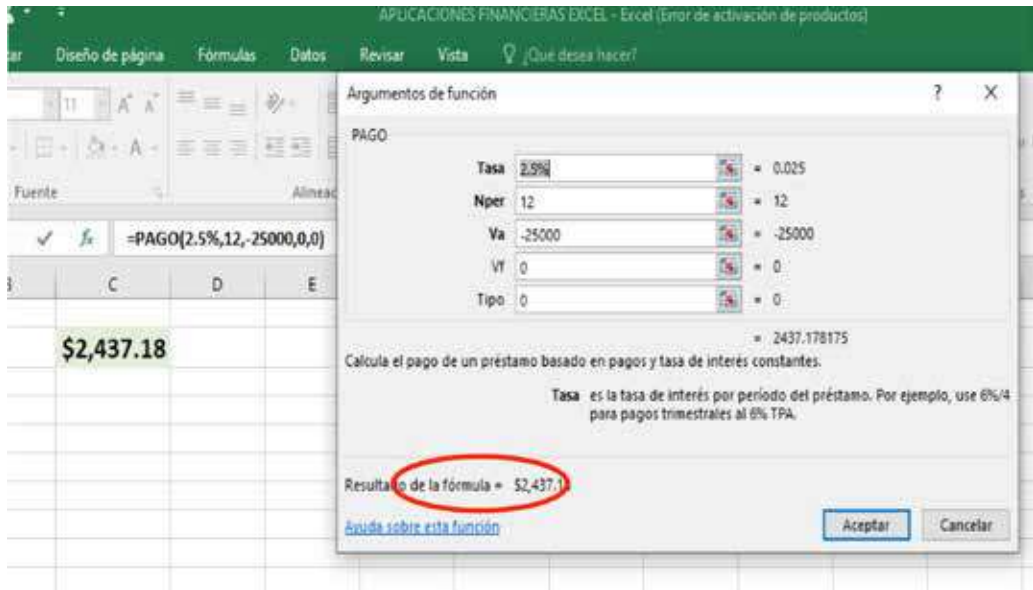 APLICACIONES FINANCIERAS EXCEL - Excel (Error de activación de productos)
Diseño de página Fórmulas Datos Revisar Vista ¿Qué desea hacer?
11 A A
A
Fuente
=PAGO(2.5%,12,-25000,0,0)
C D E
$2,437.18
Argumentos de función ? X
PAGO
Tasa 2.5% = 0.025
Nper 12 = 12
Va -25000 = -25000
Vf 0 = 0
Tipo 0 = 0
= 2437.178175
Calcula el pago de un préstamo basado en pagos y tasa de interés constantes.
Tasa es la tasa de interés por período del préstamo. Por ejemplo, use 6%/4
para pagos trimestrales al 6% TPA.
Resultado de la fórmula = $2,437.18
Ayuda sobre esta función
Aceptar Cancelar